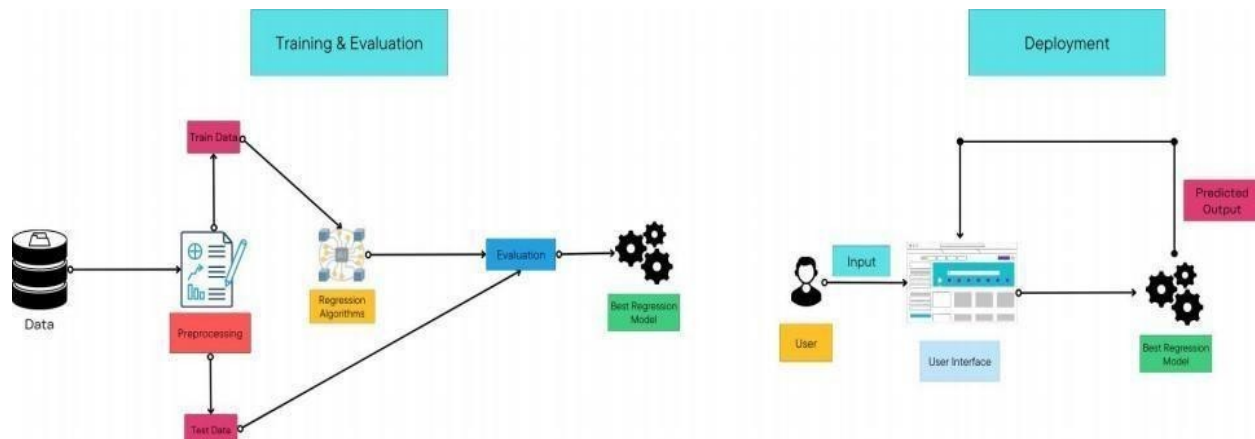 Training & Evaluation
Train Data
Data
Preprocessing
Test Data
Regression
Algorithms
Evaluation
Best Regression
Model
Deployment
Predicted
Output
Input
User
User Interface
Best Regression
Model